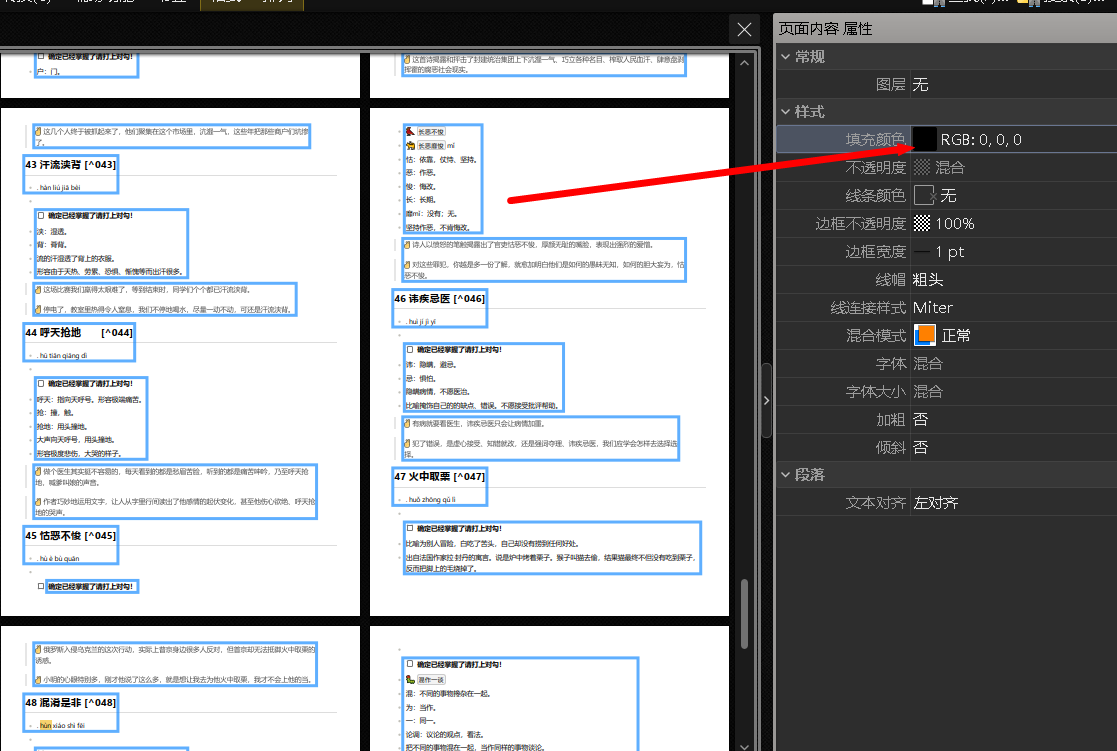 确定已经掌握了请打上对勾!
户：门。
这首诗揭露和抨击了封建统治集团上下沆瀣一气、巧立各种名目、榨取人民血汗、肆意盘剥
挥霍的腐恶社会现实。
这几个人终于被抓起来了，他们聚集在这个市场里，沆瀣一气，这些年把那些商户们坑惨
了。
43 汗流浃背 [^043]
. hàn liú jiā bèi
确定已经掌握了请打上对勾!
浃：湿透。
背：脊背。
流的汗湿透了背上的衣服。
形容由于天热、劳累、恐惧、惭愧等而出汗很多。
这场比赛我们赢得太艰难了，等到结束时，同学们个个都已汗流浃背。
停电了，教室里热得令人窒息，我们不停地喝水，尽量一动不动，可还是汗流浃背。
44 呼天抢地 [^044]
. hū tiān qiāng dì
确定已经掌握了请打上对勾!
呼天：指向天呼号。形容极端痛苦。
抢：撞，触。
抢地：用头撞地。
大声向天呼号，用头撞地。
形容极度悲伤，大哭的样子。
做个医生其实挺不容易的，每天看到的都是愁眉苦脸，听到的都是痛苦呻吟，乃至呼天抢
地、喊爹叫娘的声音。
作者巧妙地运用文字，让人从字里行间读出了他感情的起伏变化，甚至他伤心欲绝、呼天抢
地的哭声。
45 怙恶不悛 [^045]
. hù è bù quān
确定已经掌握了请打上对勾!
长恶不悛
长恶靡悛 mǐ
怙：依靠，仗恃、坚持。
恶：作恶。
悛：悔改。
长：长期。
靡mǐ：没有；无。
坚持作恶，不肯悔改。
诗人以愤怒的笔触揭露出了官吏怙恶不悛，厚颜无耻的嘴脸，表现出强烈的爱憎。
对这些罪犯，你越是多一份了解，就愈加明白他们是如何的愚昧无知，如何的胆大妄为，怙
恶不悛。
46 讳疾忌医 [^046]
. huì jí jì yī
确定已经掌握了请打上对勾!
讳：隐瞒，避忌。
忌：惧怕。
隐瞒病情，不愿医治。
比喻掩饰自己的的缺点、错误，不愿接受批评帮助。
有病就要看医生，讳疾忌医只会让病情加重。
犯了错误，是虚心接受、知错就改，还是强词夺理、讳疾忌医，我们应学会怎样去选择选
择。
47 火中取栗 [^047]
. huǒ zhōng qǔ lì
确定已经掌握了请打上对勾!
比喻为别人冒险，白吃了苦头，自己却没有捞到任何好处。
出自法国作家拉·封丹的寓言。说是炉中烤着栗子。猴子叫猫去偷，结果猫最终不但没有吃到栗子，
反而把脚上的毛烧掉了。
俄罗斯入侵乌克兰的这次行动，实际上普京身边很多人反对，但普京却无法抵御火中取栗的
诱惑。
小明的心眼特别多，刚才他说了这么多，就是想让我去为他火中取栗，我才不会上他的当。
48 混淆是非 [^048]
. hùn xiáo shì fēi
确定已经掌握了请打上对勾!
混作一谈
混：不同的事物掺杂在一起。
为：当作。
一：同一。
论调：议论的观点，看法。
把不同的事物混在一起，当作同样的事物谈论。
页面内容 属性
常规
图层 无
样式
填充颜色 RGB: 0, 0, 0
不透明度 混合
线条颜色 无
边框不透明度 100%
边框宽度 1 pt
线帽 粗头
线连接样式 Miter
混合模式 正常
字体 混合
字体大小 混合
加粗 否
倾斜 否
段落
文本对齐 左对齐